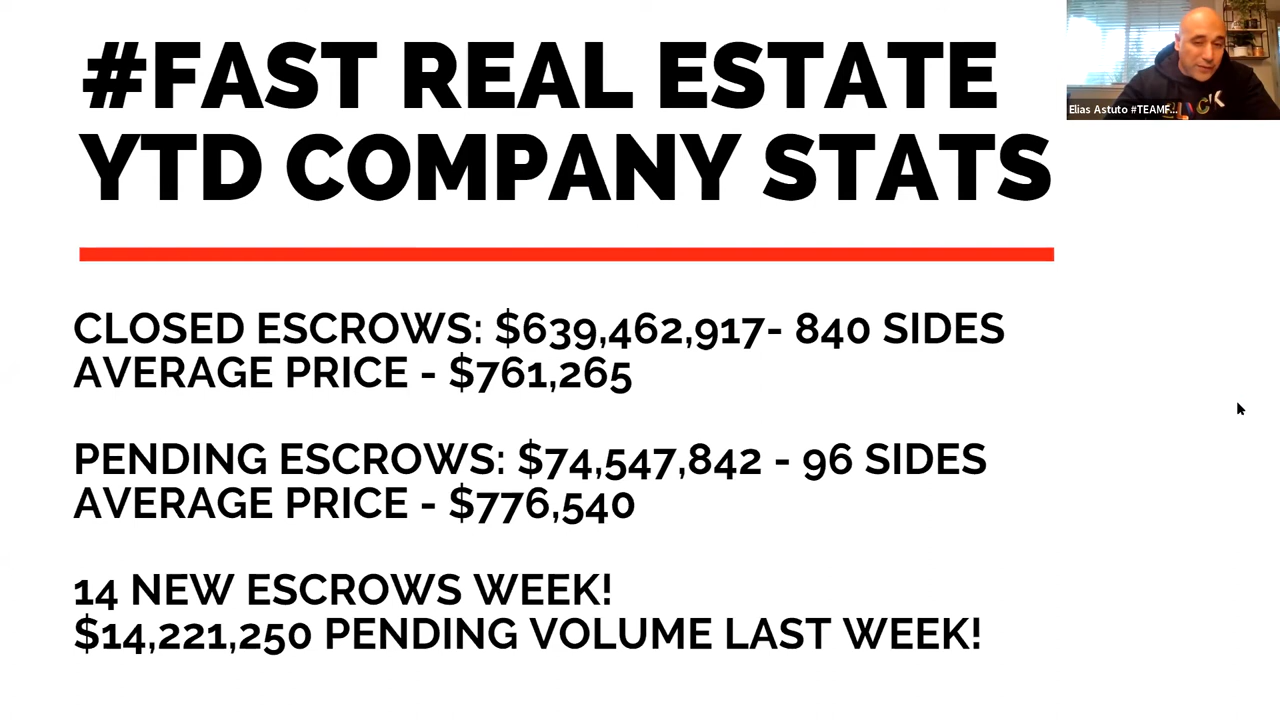 #FAST REAL ESTATE
YTD COMPANY STATS
Elias Astuto #TEAMF...
CLOSED ESCROWS: $639,462,917- 840 SIDES
AVERAGE PRICE - $761,265
PENDING ESCROWS: $74,547,842 - 96 SIDES
AVERAGE PRICE - $776,540
14 NEW ESCROWS WEEK!
$14,221,250 PENDING VOLUME LAST WEEK!